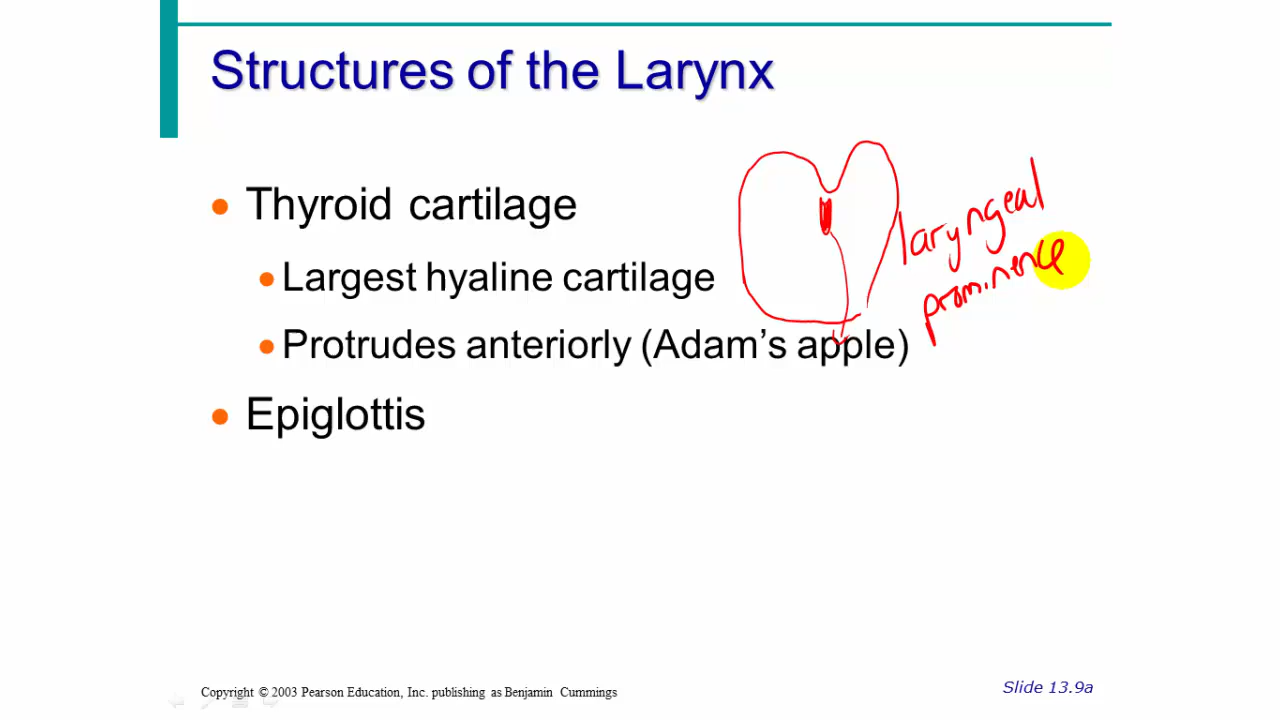 Structures of the Larynx
• Thyroid cartilage
• Largest hyaline cartilage
• Protrudes anteriorly (Adam's apple)
• Epiglottis
laryngeal
prominence
Copyright © 2003 Pearson Education, Inc. publishing as Benjamin Cummings
Slide 13.9a